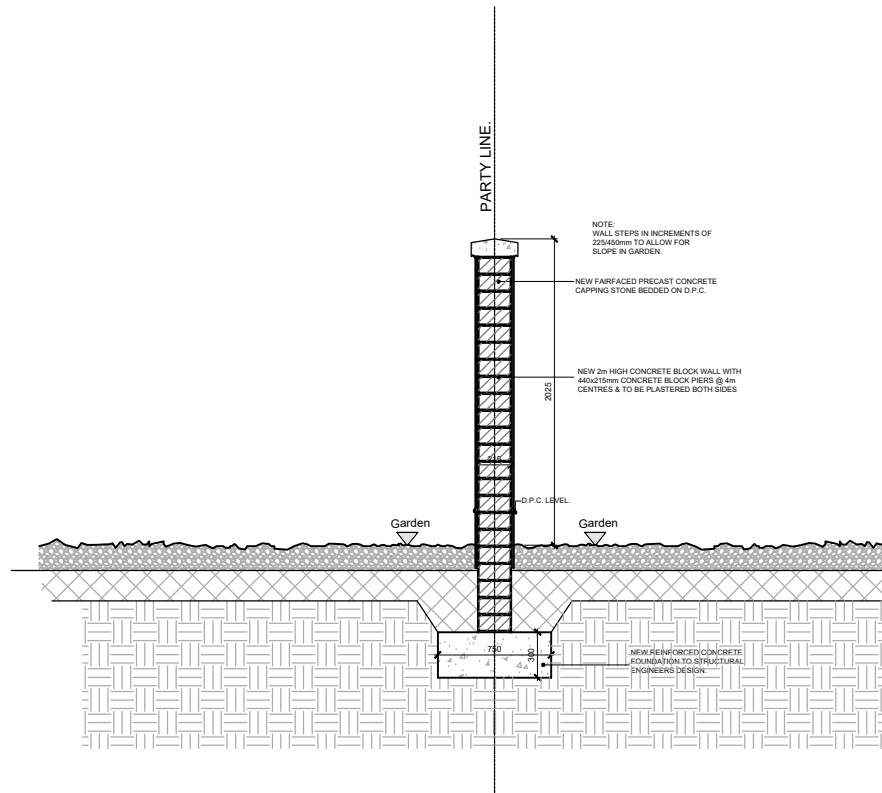 PARTY LINE.
NOTE:
WALL STEPS IN INCREMENTS OF
225/450mm TO ALLOW FOR
SLOPE IN GARDEN.
NEW FAIRFACED PRECAST CONCRETE
CAPPING STONE BEDDED ON D.P.C.
NEW 2m HIGH CONCRETE BLOCK WALL WITH
440x215mm CONCRETE BLOCK PIERS @ 4m
CENTRES & TO BE PLASTERED BOTH SIDES
2025
D.P.C. LEVEL.
Garden
Garden
750
300
NEW REINFORCED CONCRETE
FOUNDATION TO STRUCTURAL
ENGINEERS DESIGN.